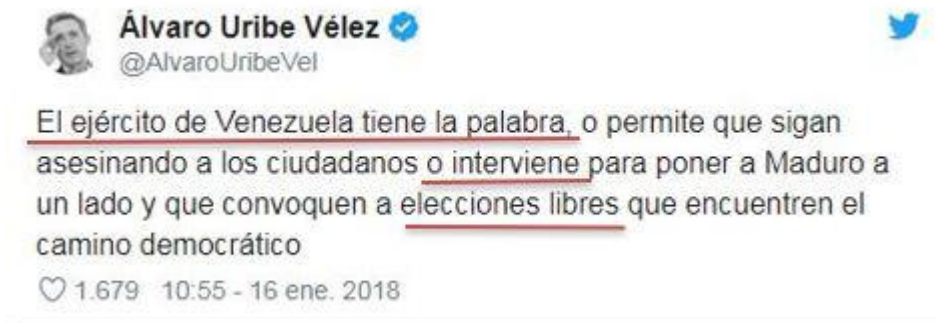 Álvaro Uribe Vélez
@AlvaroUribeVel
El ejército de Venezuela tiene la palabra, o permite que sigan
asesinando a los ciudadanos o interviene para poner a Maduro a
un lado y que convoquen a elecciones libres que encuentren el
camino democrático
1.679 10:55 - 16 ene. 2018